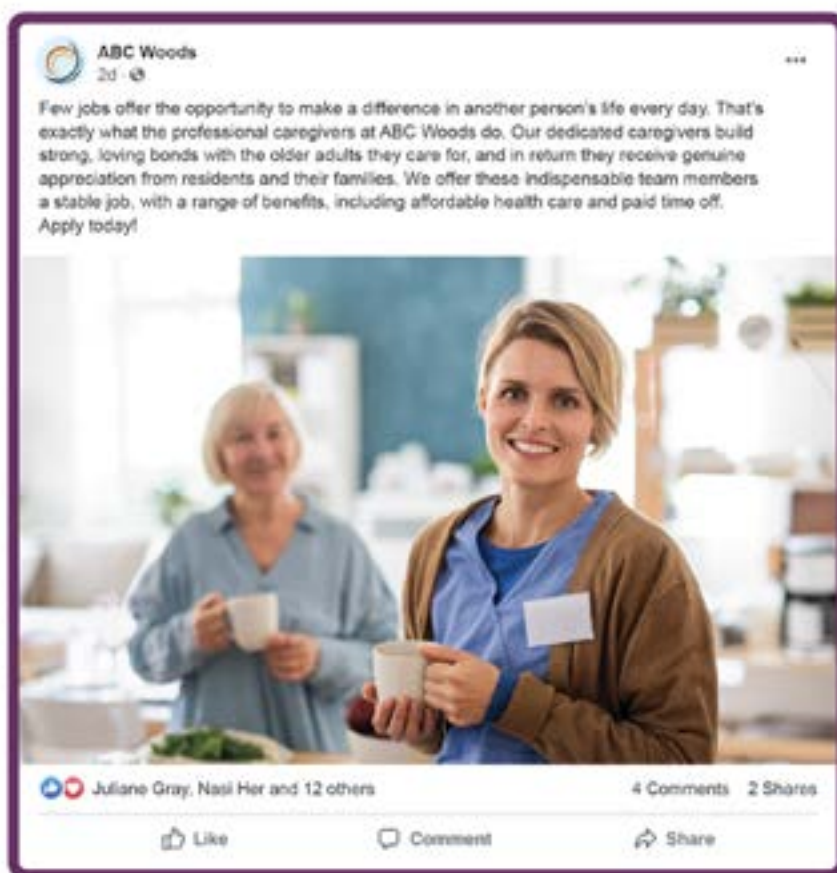 ABC Woods
2d ·
Few jobs offer the opportunity to make a difference in another person's life every day. That's
exactly what the professional caregivers at ABC Woods do. Our dedicated caregivers build
strong, loving bonds with the older adults they care for, and in return they receive genuine
appreciation from residents and their families. We offer these indispensable team members
a stable job, with a range of benefits, including affordable health care and paid time off.
Apply today!
Juliane Gray, Nasi Her and 12 others 4 Comments 2 Shares
Like Comment Share